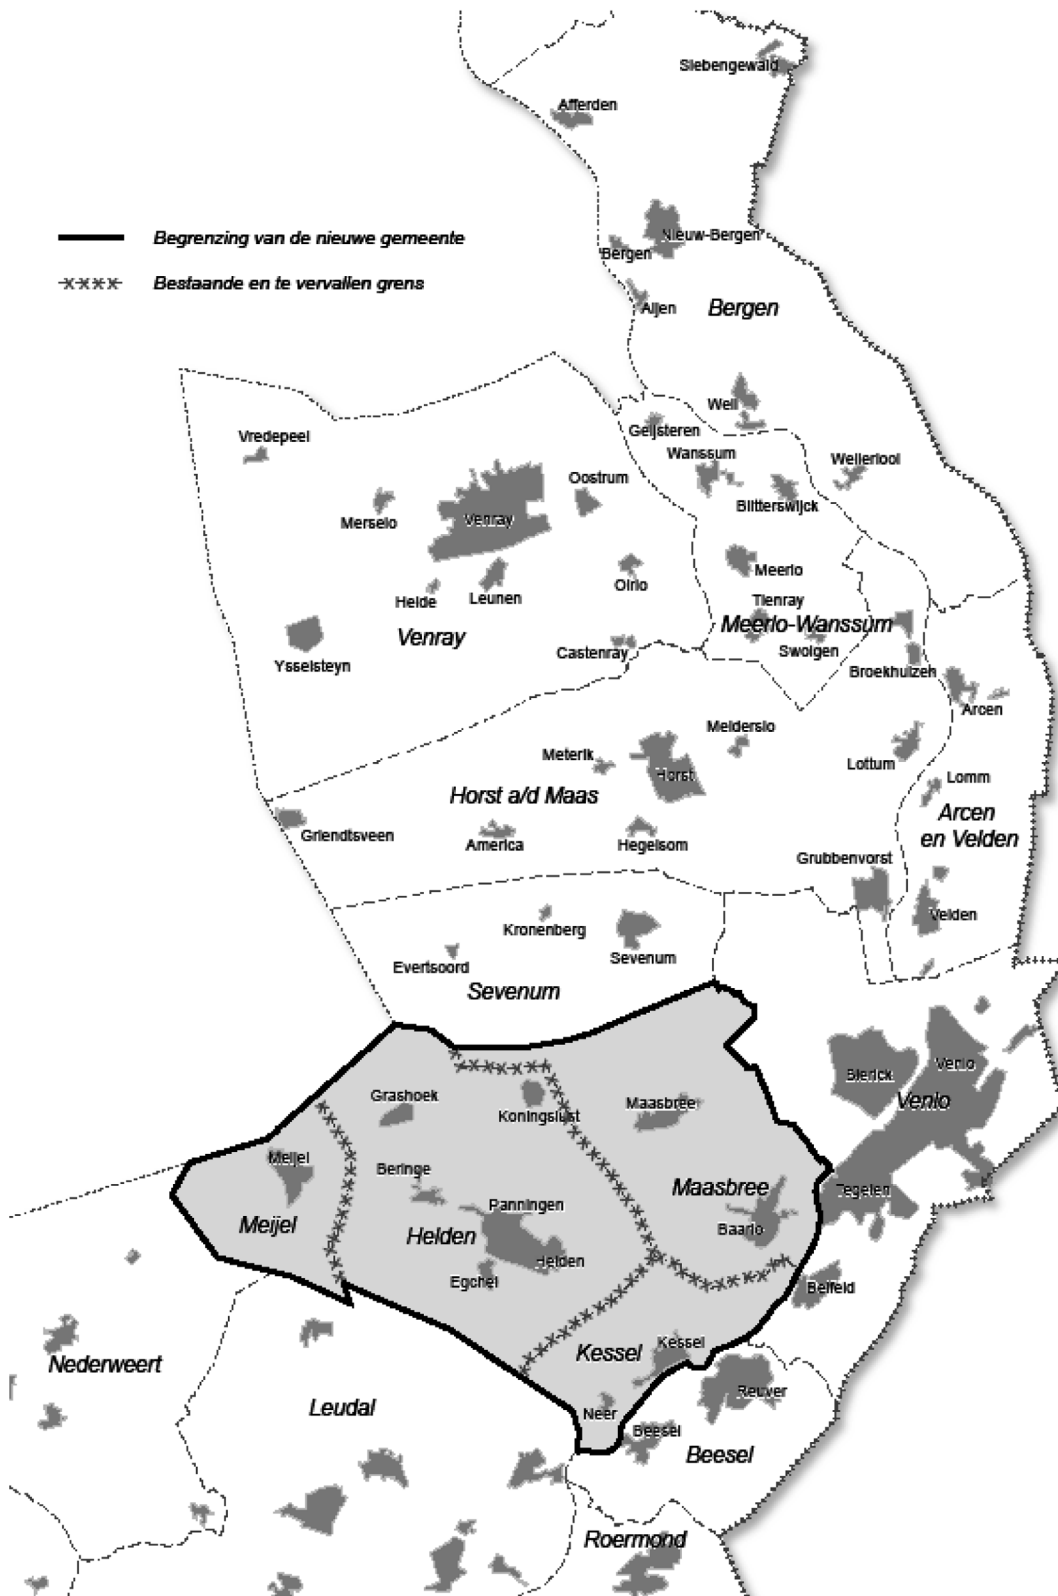 Siebengewald
Afferden
Nieuw-Bergen
Begrenzing van de nieuwe gemeente
Bergen
Bestaande en te vervallen grens
Aijen
Bergen
Well
Geijsteren
Vredepeel
Wanssum
Wellerlooi
Oostrum
Blitterswijck
Merselo
Venray
Meerlo
Oirlo
Heide
Leunen
Tienray
Meerlo-Wanssum
Venray
Castenray
Swolgen
Ysselsteyn
Broekhuizen
Arcen
Melderslo
Meterik
Horst
Lottum
Lomm
Horst a/d Maas
Arcen
en Velden
Griendtsveen
America
Hegelsom
Grubbenvorst
Velden
Kronenberg
Sevenum
Evertsoord
Sevenum
Venlo
Blerick
Venlo
Grashoek
Koningslust
Maasbree
Meijel
Beringe
Maasbree
Tegelen
Panningen
Meijel
Helden
Baarlo
Helden
Egchel
Belfeld
Kessel
Kessel
Nederweert
Reuver
Leudal
Neer
Beesel
Beesel
Roermond